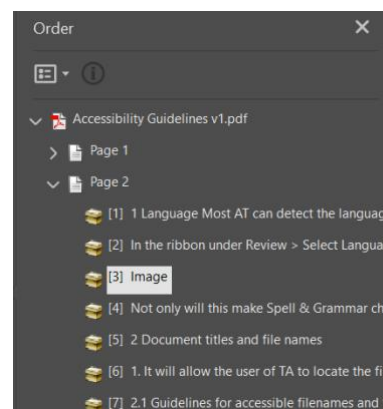 Order
Accessibility Guidelines v1.pdf
Page 1
Page 2
[1] 1 Language Most AT can detect the languag
[2] In the ribbon under Review > Select Langua
[3] Image
[4] Not only will this make Spell & Grammar ch
[5] 2 Document titles and file names
[6] 1. It will allow the user of TA to locate the fi
[7] 2.1 Guidelines for accessible filenames and